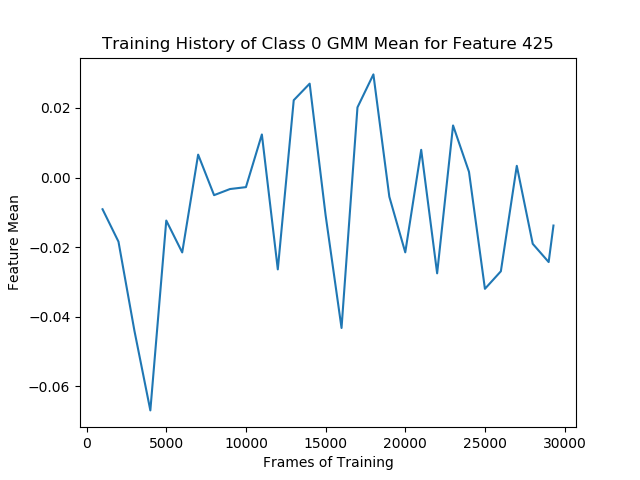 Training History of Class 0 GMM Mean for Feature 425
0.02
0.00
−0.02
−0.04
−0.06
Feature Mean
0 5000 10000 15000 20000 25000 30000
Frames of Training